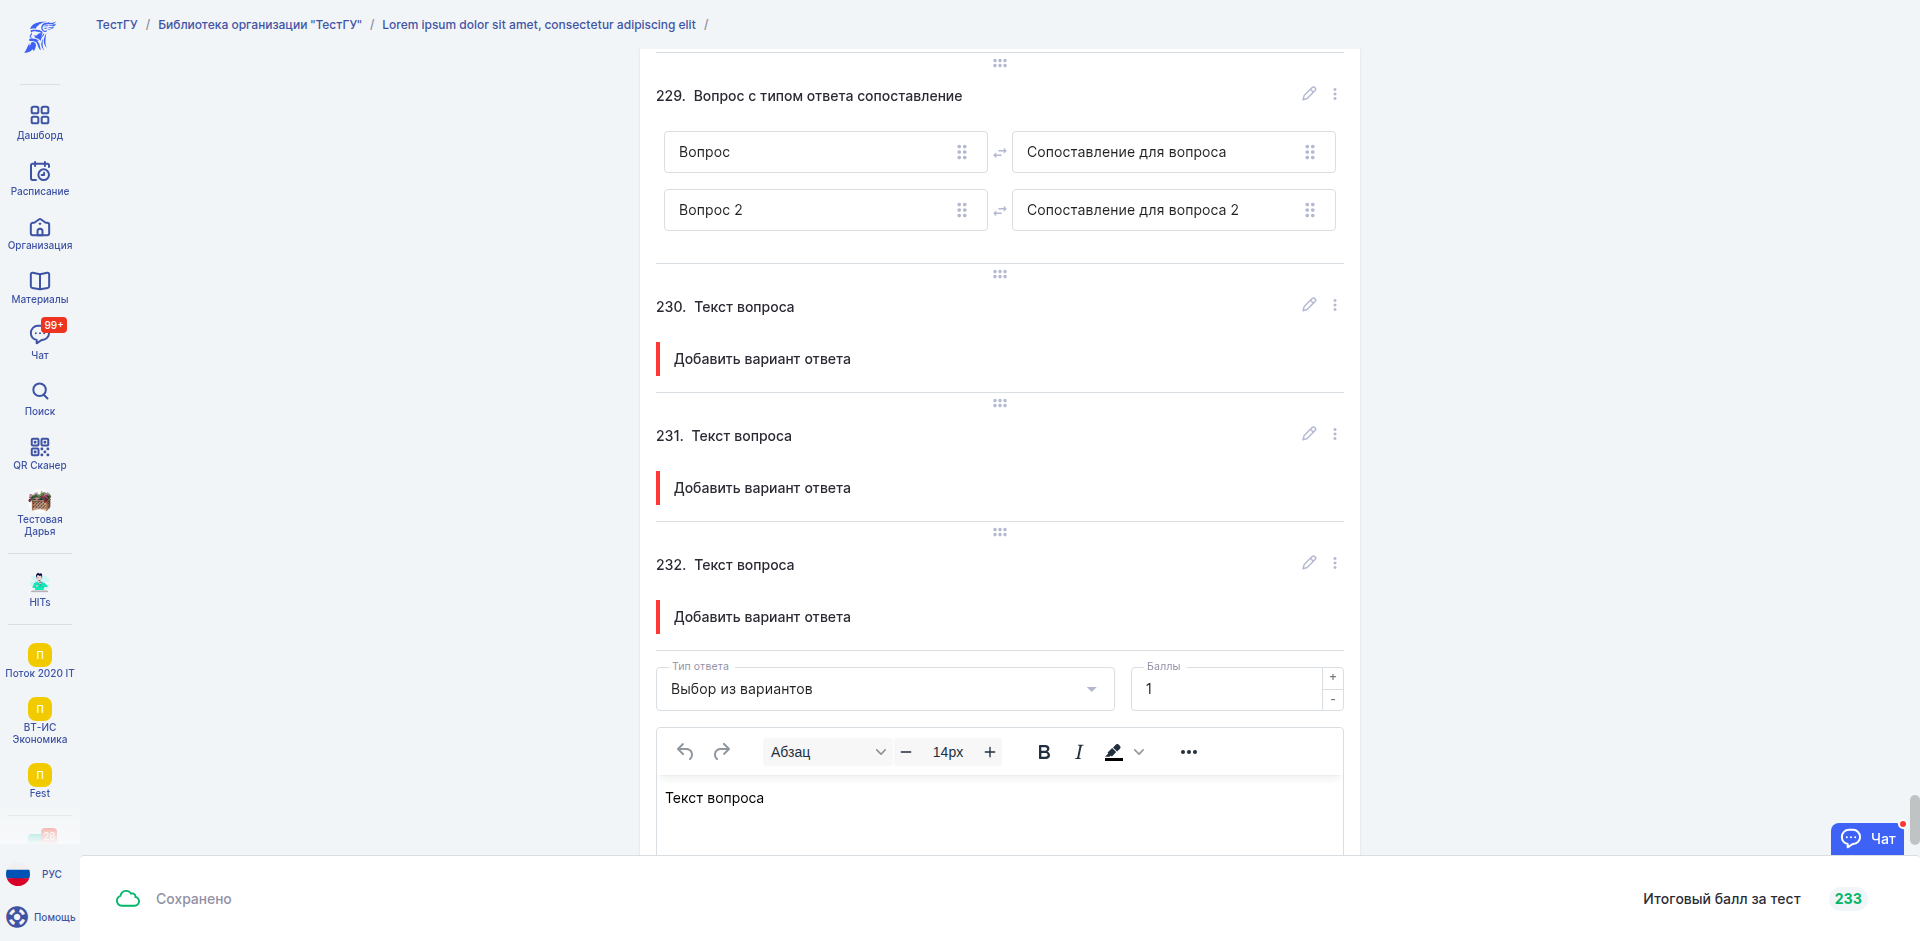 ТестГУ / Библиотека организации "ТестГУ" / Lorem ipsum dolor sit amet, consectetur adipiscing elit /
Дашборд
Расписание
Организация
Материалы
99+
Чат
Поиск
QR Сканер
Тестовая
Дарья
HITs
П
Поток 2020 IT
П
ВТ-ИС
Экономика
П
Fest
28
РУС
Помощь
229. Вопрос с типом ответа сопоставление
Вопрос
Сопоставление для вопроса
Вопрос 2
Сопоставление для вопроса 2
230. Текст вопроса
Добавить вариант ответа
231. Текст вопроса
Добавить вариант ответа
232. Текст вопроса
Добавить вариант ответа
Тип ответа
Выбор из вариантов
Баллы
1
+
-
Абзац
14px
B I
Текст вопроса
Чат
Сохранено
Итоговый балл за тест 233